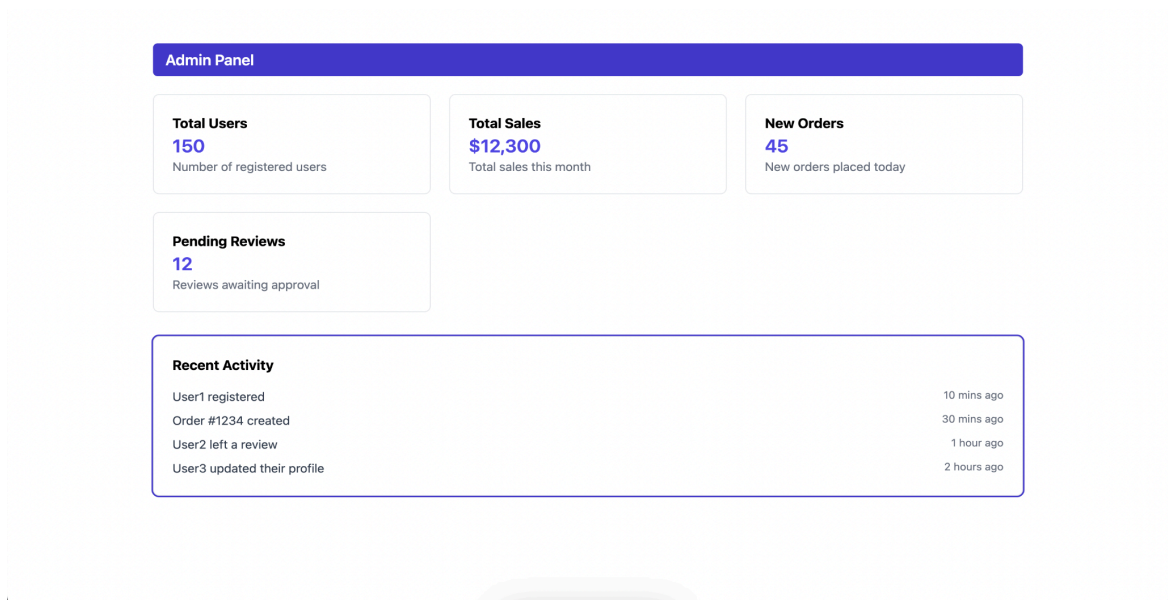 Admin Panel
Total Users
150
Number of registered users
Total Sales
$12,300
Total sales this month
New Orders
45
New orders placed today
Pending Reviews
12
Reviews awaiting approval
Recent Activity
User1 registered 10 mins ago
Order #1234 created 30 mins ago
User2 left a review 1 hour ago
User3 updated their profile 2 hours ago